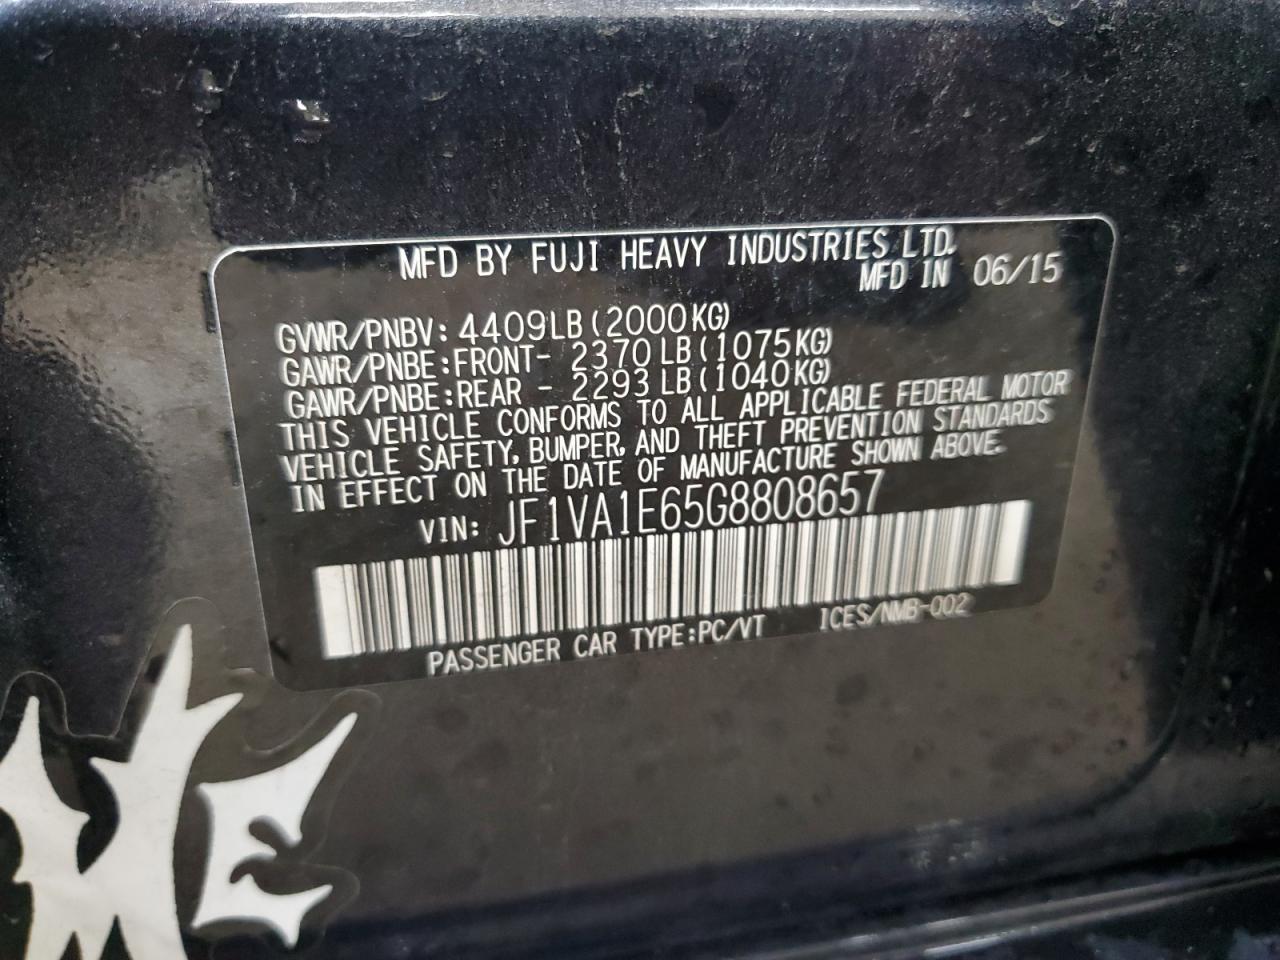 MFD BY FUJI HEAVY INDUSTRIES LTD.
MFD IN 06/15
GVWR/PNBV: 4409LB (2000KG)
GAWR/PNBE:FRONT- 2370LB (1075KG)
GAWR/PNBE:REAR - 2293LB (1040KG)
THIS VEHICLE CONFORMS TO ALL APPLICABLE FEDERAL MOTOR
VEHICLE SAFETY, BUMPER, AND THEFT PREVENTION STANDARDS
IN EFFECT ON THE DATE OF MANUFACTURE SHOWN ABOVE.
VIN: JF1VA1E65G8808657
PASSENGER CAR TYPE:PC/VT ICES/NMB-002